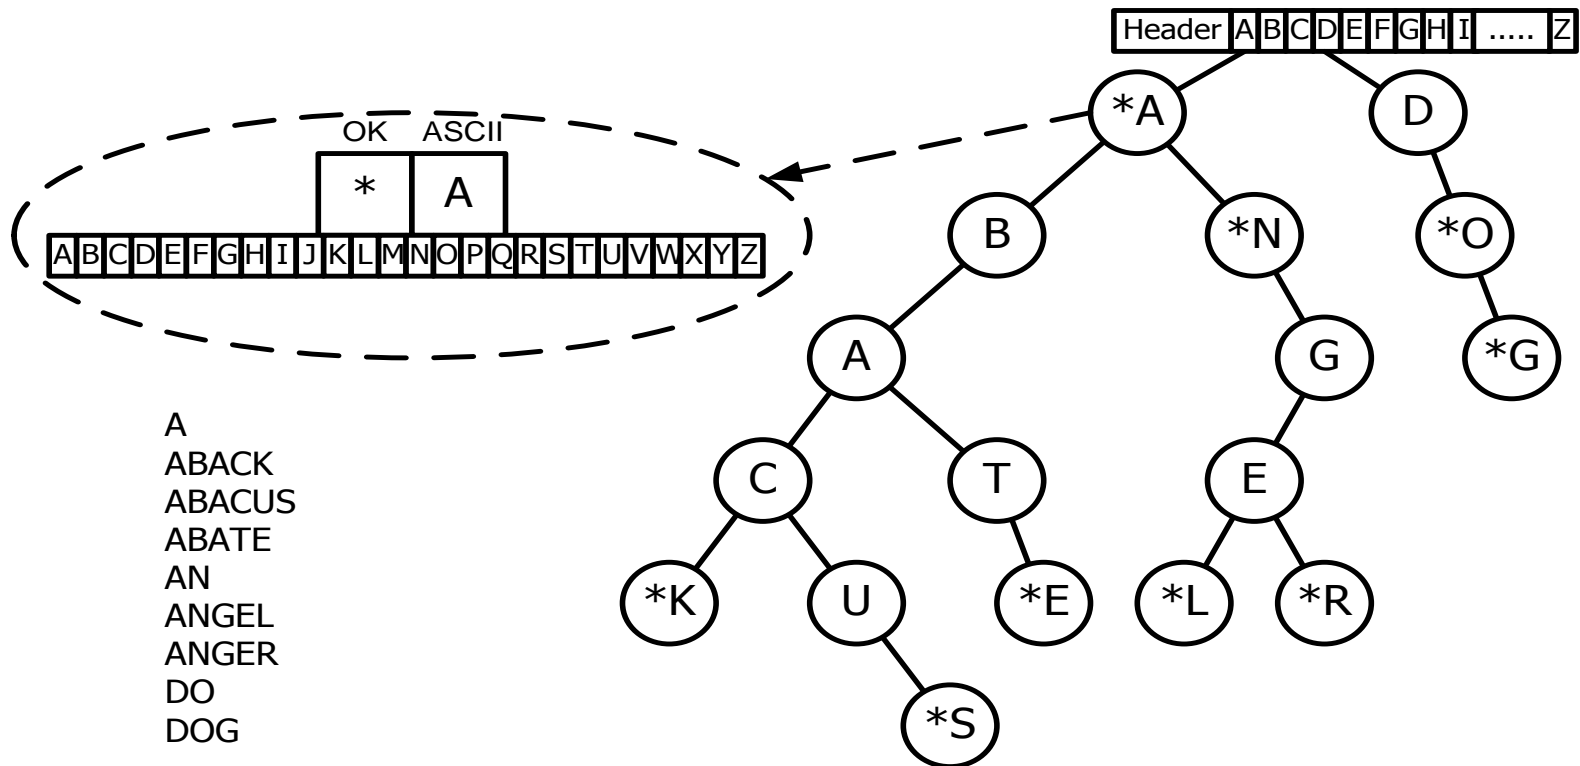 Header A B C D E F G H I ..... Z
*A D
OK ASCII
* A
B *N *O
A B C D E F G H I J K L M N O P Q R S T U V W X Y Z
A G *G
A
ABACK
ABACUS
ABATE
AN
ANGEL
ANGER
DO
DOG
C T E
*K U *E *L *R
*S